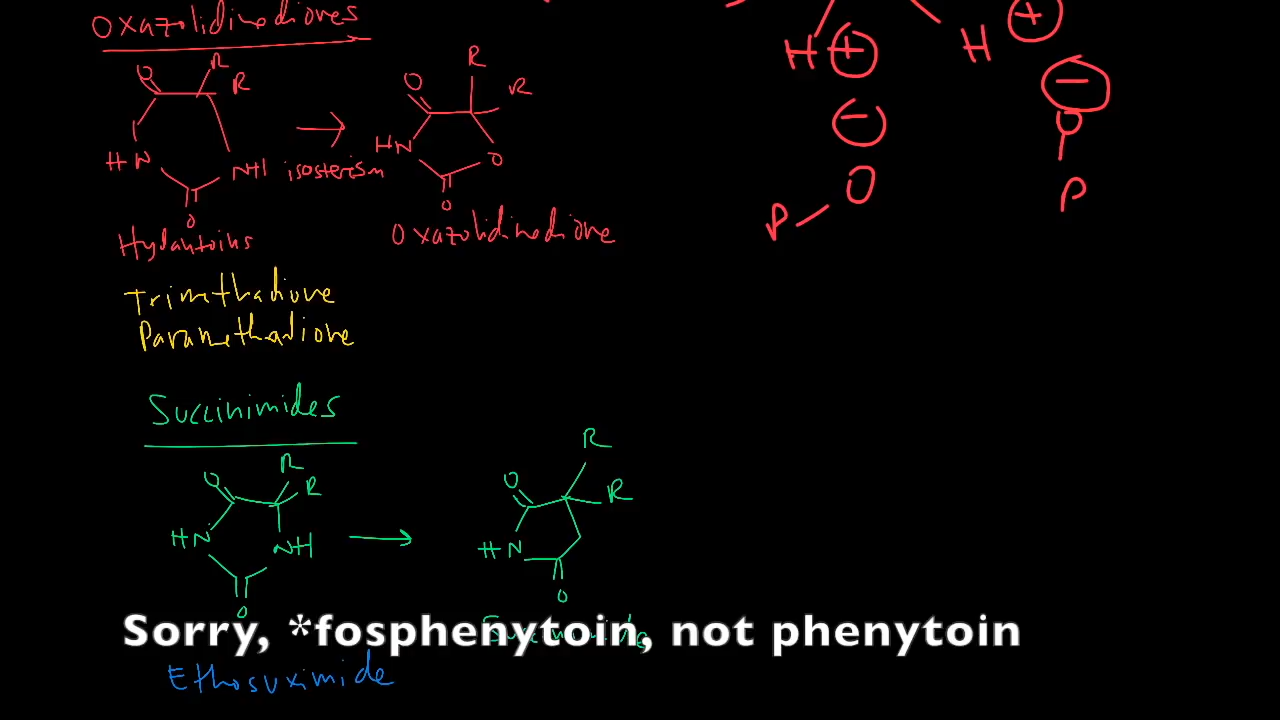 Oxazolidinediones
O R R
HN NH
O
Hydantoins
isosterism
R
O R
HN O
O
Oxazolidinedione
H + H +
- -
O O
P P
Trimethadione
Paramethadione
Succinimides
R
O R
HN NH
O
R
O R
HN
O
Sorry, *fosphenytoin, not phenytoin
Ethosuximide